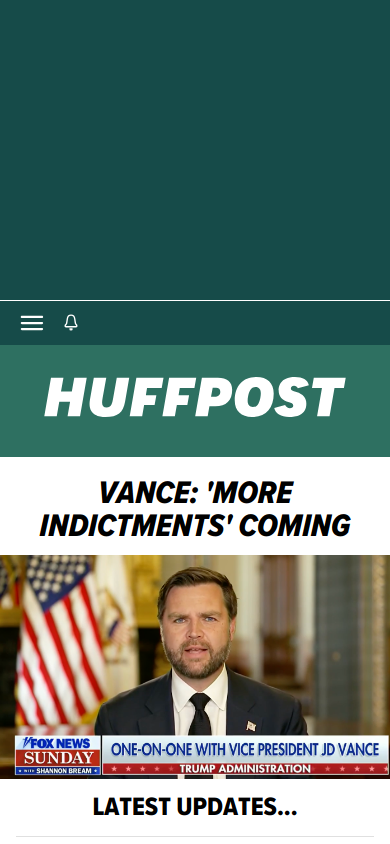 HUFFPOST
VANCE: 'MORE
INDICTMENTS' COMING
FOX NEWS
SUNDAY
WITH SHANNON BREAM
ONE-ON-ONE WITH VICE PRESIDENT JD VANCE
TRUMP ADMINISTRATION
LATEST UPDATES...